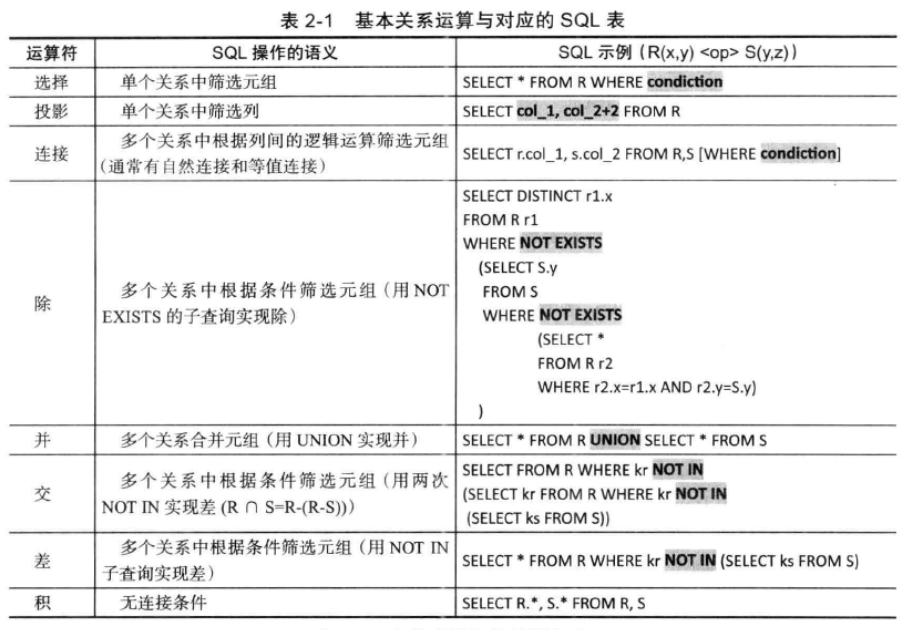 表 2-1 基本关系运算与对应的 SQL 表
运算符 SQL 操作的语义 SQL 示例（R(x,y) <op> S(y,z)）
选择 单个关系中筛选元组 SELECT * FROM R WHERE condiction
投影 单个关系中筛选列 SELECT col_1, col_2+2 FROM R
连接 多个关系中根据列间的逻辑运算筛选元组
(通常有自然连接和等值连接） SELECT r.col_1, s.col_2 FROM R,S [WHERE condiction]
除 多个关系中根据条件筛选元组（用 NOT
EXISTS 的子查询实现除）
SELECT DISTINCT r1.x
FROM R r1
WHERE NOT EXISTS
(SELECT S.y
FROM S
WHERE NOT EXISTS
(SELECT *
FROM R r2
WHERE r2.x=r1.x AND r2.y=S.y)
)
并 多个关系合并元组（用 UNION 实现并） SELECT * FROM R UNION SELECT * FROM S
交 多个关系中根据条件筛选元组（用两次
NOT IN 实现差 (R ∩ S=R-(R-S))）
SELECT FROM R WHERE kr NOT IN
(SELECT kr FROM R WHERE kr NOT IN
(SELECT ks FROM S))
差 多个关系中根据条件筛选元组（用 NOT IN
子查询实现差） SELECT * FROM R WHERE kr NOT IN (SELECT ks FROM S)
积 无连接条件 SELECT R.*, S.* FROM R, S